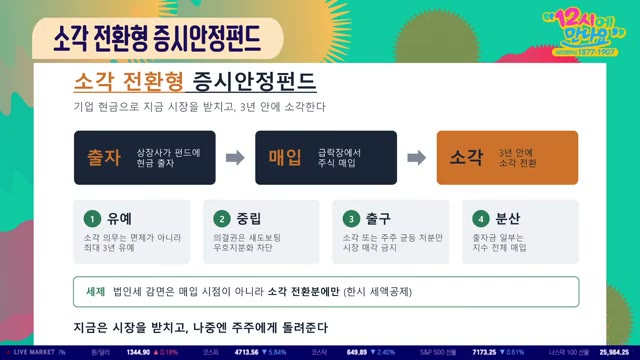 소각 전환형 증시안정펀드
12시에 만나요
1877-1907
소각 전환형 증시안정펀드
기업 현금으로 지금 시장을 받치고, 3년 안에 소각한다
출자 상장사가 펀드에
현금 출자
매입 급락장에서
주식 매입
소각 3년 안에
소각 전환
1 유예
소각 의무는 면제가 아니라
최대 3년 유예
2 중립
의결권은 섀도보팅
우호지분화 차단
3 출구
소각 또는 주주 균등 처분만
시장 매각 금지
4 분산
출자금 일부는
지수 전체 매입
세제 법인세 감면은 매입 시점이 아니라 소각 전환분에만 (한시 세액공제)
지금은 시장을 받치고, 나중엔 주주에게 돌려준다
LIVE MARKET 원/달러 1344.90 ▲0.18% 코스피 4713.56 ▼5.84% 코스닥 649.89 ▼2.40% S&P 500 선물 7173.25 ▼0.61% 나스닥 100 선물 25,984.25